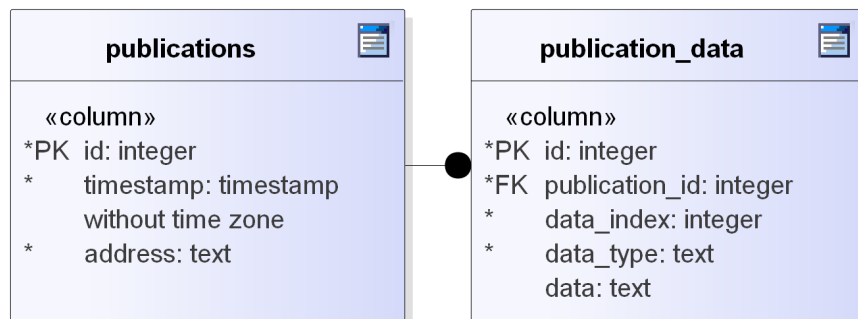 publications
«column»
*PK id: integer
* timestamp: timestamp
without time zone
* address: text
publication_data
«column»
*PK id: integer
*FK publication_id: integer
* data_index: integer
* data_type: text
data: text